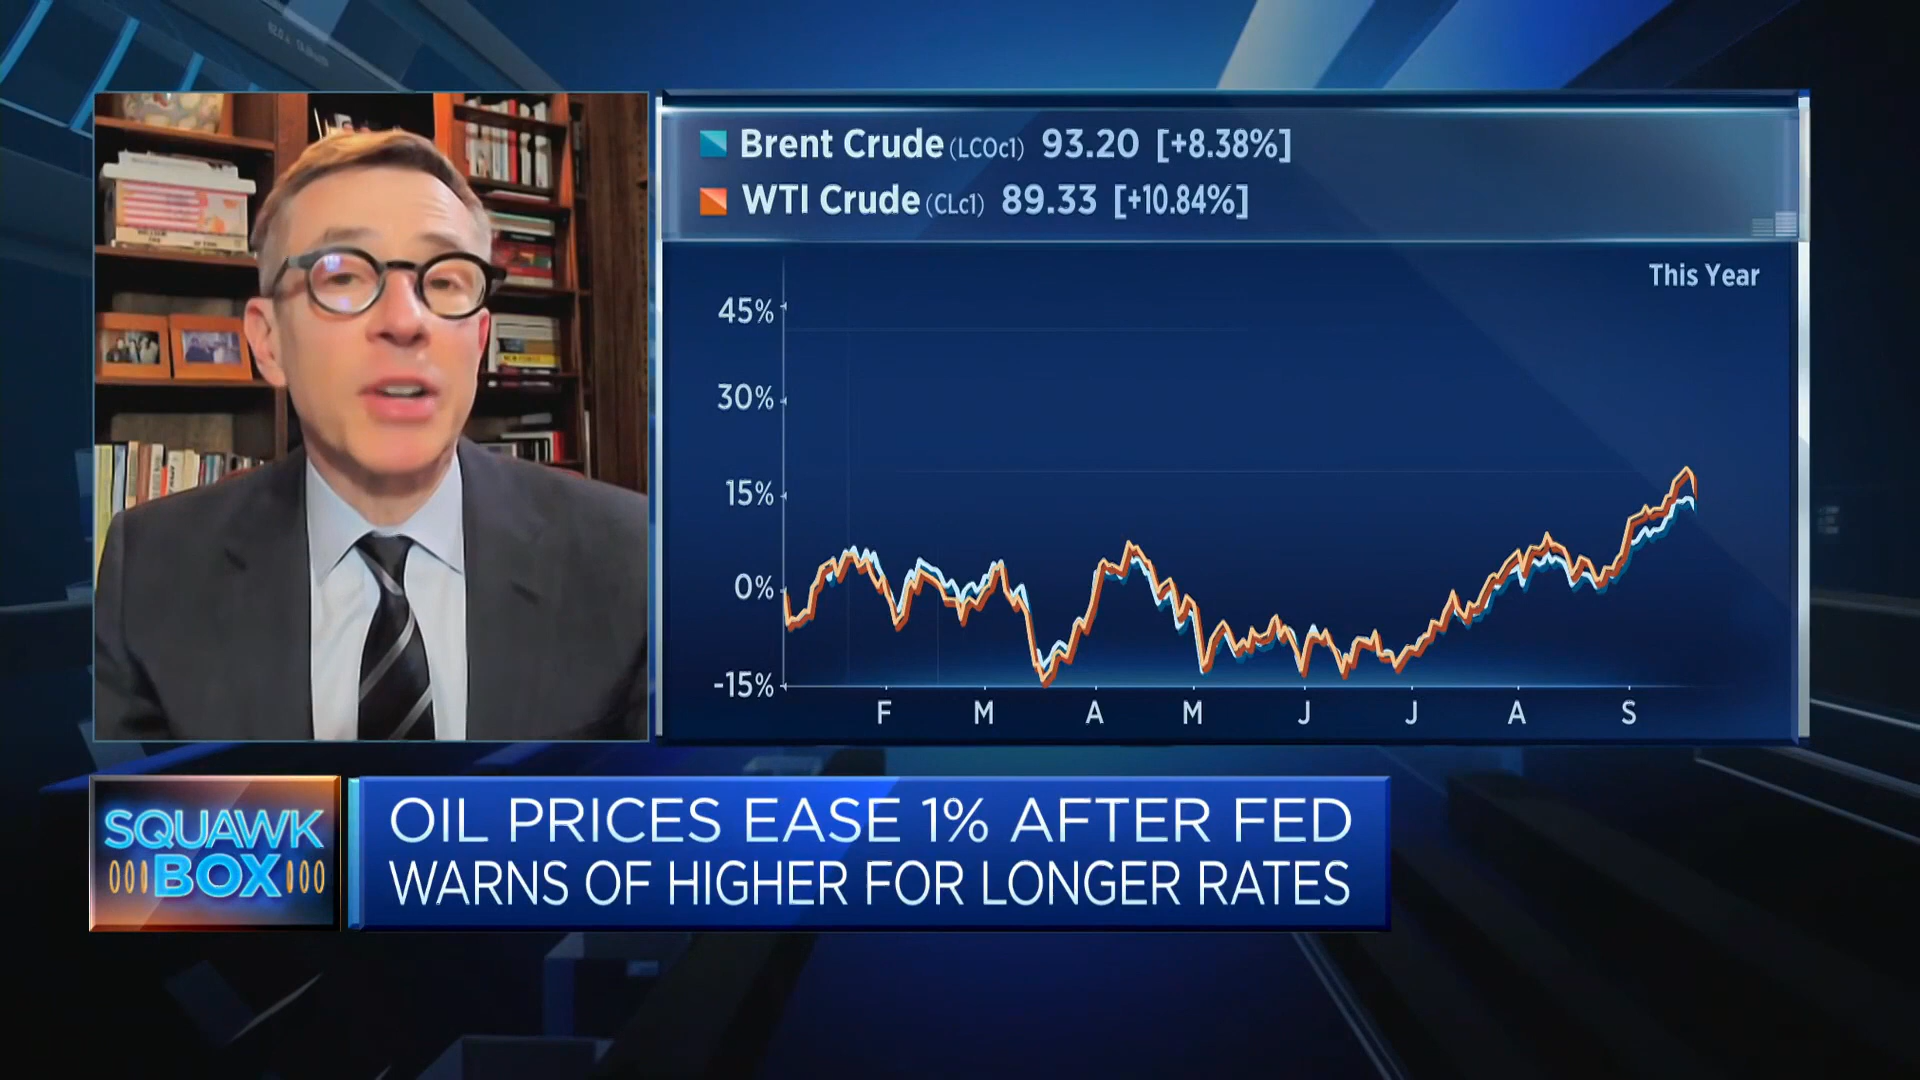 Brent Crude (LCOc1) 93.20 [+8.38%]
WTI Crude (CLc1) 89.33 [+10.84%]
This Year
45%
30%
15%
0%
-15%
F M A M J J A S
SQUAWK
BOX
OIL PRICES EASE 1% AFTER FED
WARNS OF HIGHER FOR LONGER RATES